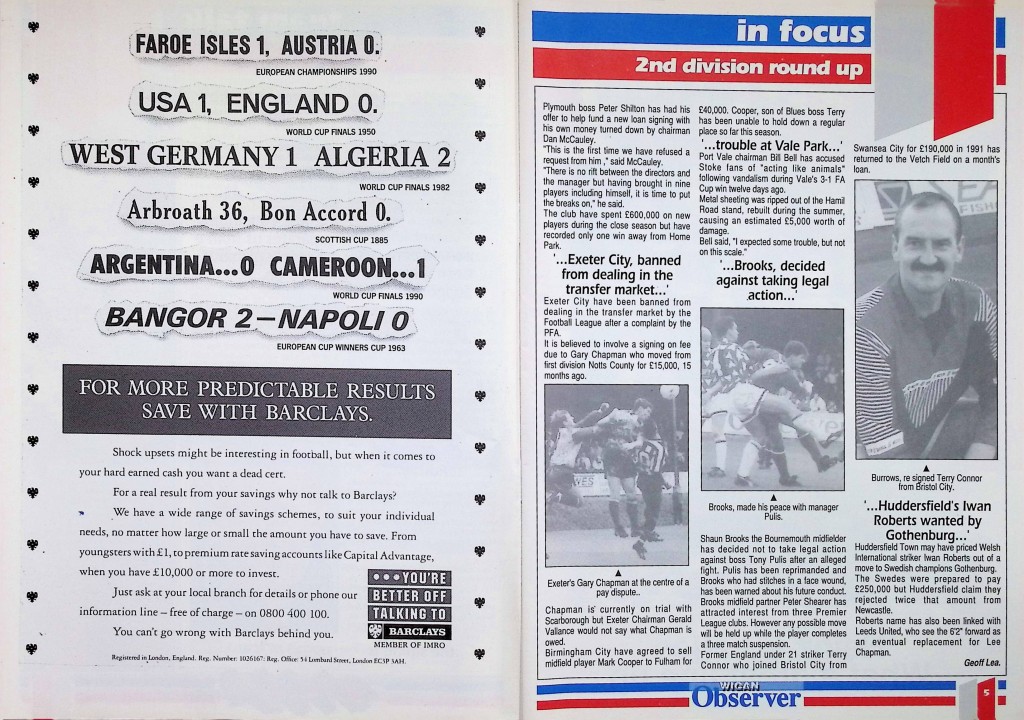 FAROE ISLES 1, AUSTRIA 0.
EUROPEAN CHAMPIONSHIPS 1990
USA 1, ENGLAND 0.
WORLD CUP FINALS 1950
WEST GERMANY 1 ALGERIA 2
WORLD CUP FINALS 1982
Arbroath 36, Bon Accord 0.
SCOTTISH CUP 1885
ARGENTINA...0 CAMEROON...1
WORLD CUP FINALS 1990
BANGOR 2 – NAPOLI 0
EUROPEAN CUP WINNERS CUP 1963
FOR MORE PREDICTABLE RESULTS
SAVE WITH BARCLAYS.
Shock upsets might be interesting in football, but when it comes to
your hard earned cash you want a dead cert.
For a real result from your savings why not talk to Barclays?
We have a wide range of savings schemes, to suit your individual
needs, no matter how large or small the amount you have to save. From
youngsters with £1, to premium rate saving accounts like Capital Advantage,
when you have £10,000 or more to invest.
Just ask at your local branch for details or phone our
information line – free of charge – on 0800 400 100.
You can't go wrong with Barclays behind you.
•••YOU'RE
BETTER OFF
TALKING TO
BARCLAYS
MEMBER OF IMRO
Registered in London, England. Reg. Number: 1026167: Reg. Office: 54 Lombard Street, London EC3P 3AH.
in focus
2nd division round up
Plymouth boss Peter Shilton has had his
offer to help fund a new loan signing with
his own money turned down by chairman
Dan McCauley.
"This is the first time we have refused a
request from him ," said McCauley.
"There is no rift between the directors and
the manager but having brought in nine
players including himself, it is time to put
the breaks on," he said.
The club have spent £600,000 on new
players during the close season but have
recorded only one win away from Home
Park.
'...Exeter City, banned
from dealing in the
transfer market...'
Exeter City have been banned from
dealing in the transfer market by the
Football League after a complaint by the
PFA.
It is believed to involve a signing on fee
due to Gary Chapman who moved from
first division Notts County for £15,000, 15
months ago.
Exeter's Gary Chapman at the centre of a
pay dispute..
Chapman is currently on trial with
Scarborough but Exeter Chairman Gerald
Vallance would not say what Chapman is
owed.
Birmingham City have agreed to sell
midfield player Mark Cooper to Fulham for
£40,000. Cooper, son of Blues boss Terry
has been unable to hold down a regular
place so far this season.
'...trouble at Vale Park...'
Port Vale chairman Bill Bell has accused
Stoke fans of "acting like animals"
following vandalism during Vale's 3-1 FA
Cup win twelve days ago.
Metal sheeting was ripped out of the Hamil
Road stand, rebuilt during the summer,
causing an estimated £5,000 worth of
damage.
Bell said, "I expected some trouble, but not
on this scale."
'...Brooks, decided
against taking legal
action...'
Brooks, made his peace with manager
Pulis.
Shaun Brooks the Bournemouth midfielder
has decided not to take legal action
against boss Tony Pulis after an alleged
fight. Pulis has been reprimanded and
Brooks who had stitches in a face wound,
has been warned about his future conduct.
Brooks midfield partner Peter Shearer has
attracted interest from three Premier
League clubs. However any possible move
will be held up while the player completes
a three match suspension.
Former England under 21 striker Terry
Connor who joined Bristol City from
Swansea City for £190,000 in 1991 has
returned to the Vetch Field on a month's
loan.
Burrows, re signed Terry Connor
from Bristol City.
'...Huddersfield's Iwan
Roberts wanted by
Gothenburg...'
Huddersfield Town may have priced Welsh
International striker Iwan Roberts out of a
move to Swedish champions Gothenburg.
The Swedes were prepared to pay
£250,000 but Huddersfield claim they
rejected twice that amount from
Newcastle.
Roberts name has also been linked with
Leeds United, who see the 6'2" forward as
an eventual replacement for Lee
Chapman.
Geoff Lea.
WIGAN
Observer
5